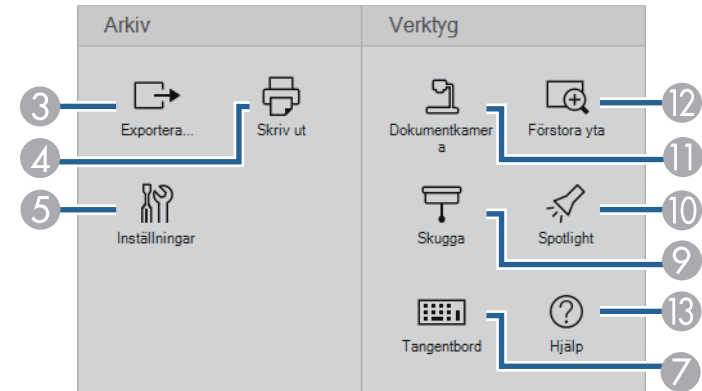 Arkiv
Verktyg
3
12
Exportera...
Skriv ut
Dokumentkamer
a
Förstora yta
4
11
5
10
Inställningar
Skugga
Spotlight
9
13
Tangentbord
Hjälp
7